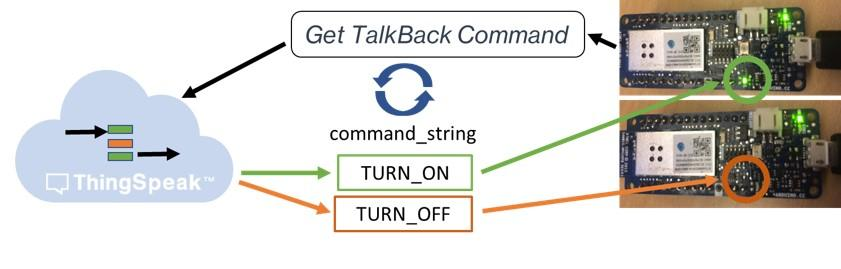 Get TalkBack Command
command_string
TURN_ON
TURN_OFF
ThingSpeak™